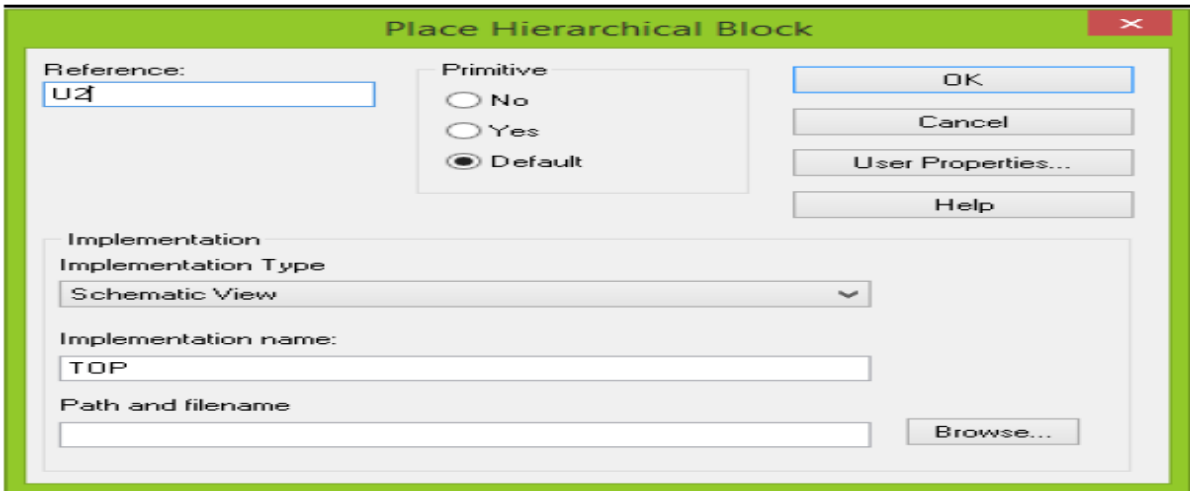 Place Hierarchical Block
Reference:
U2
Primitive
No
Yes
Default
OK
Cancel
User Properties...
Help
Implementation
Implementation Type
Schematic View
Implementation name:
TOP
Path and filename
Browse...